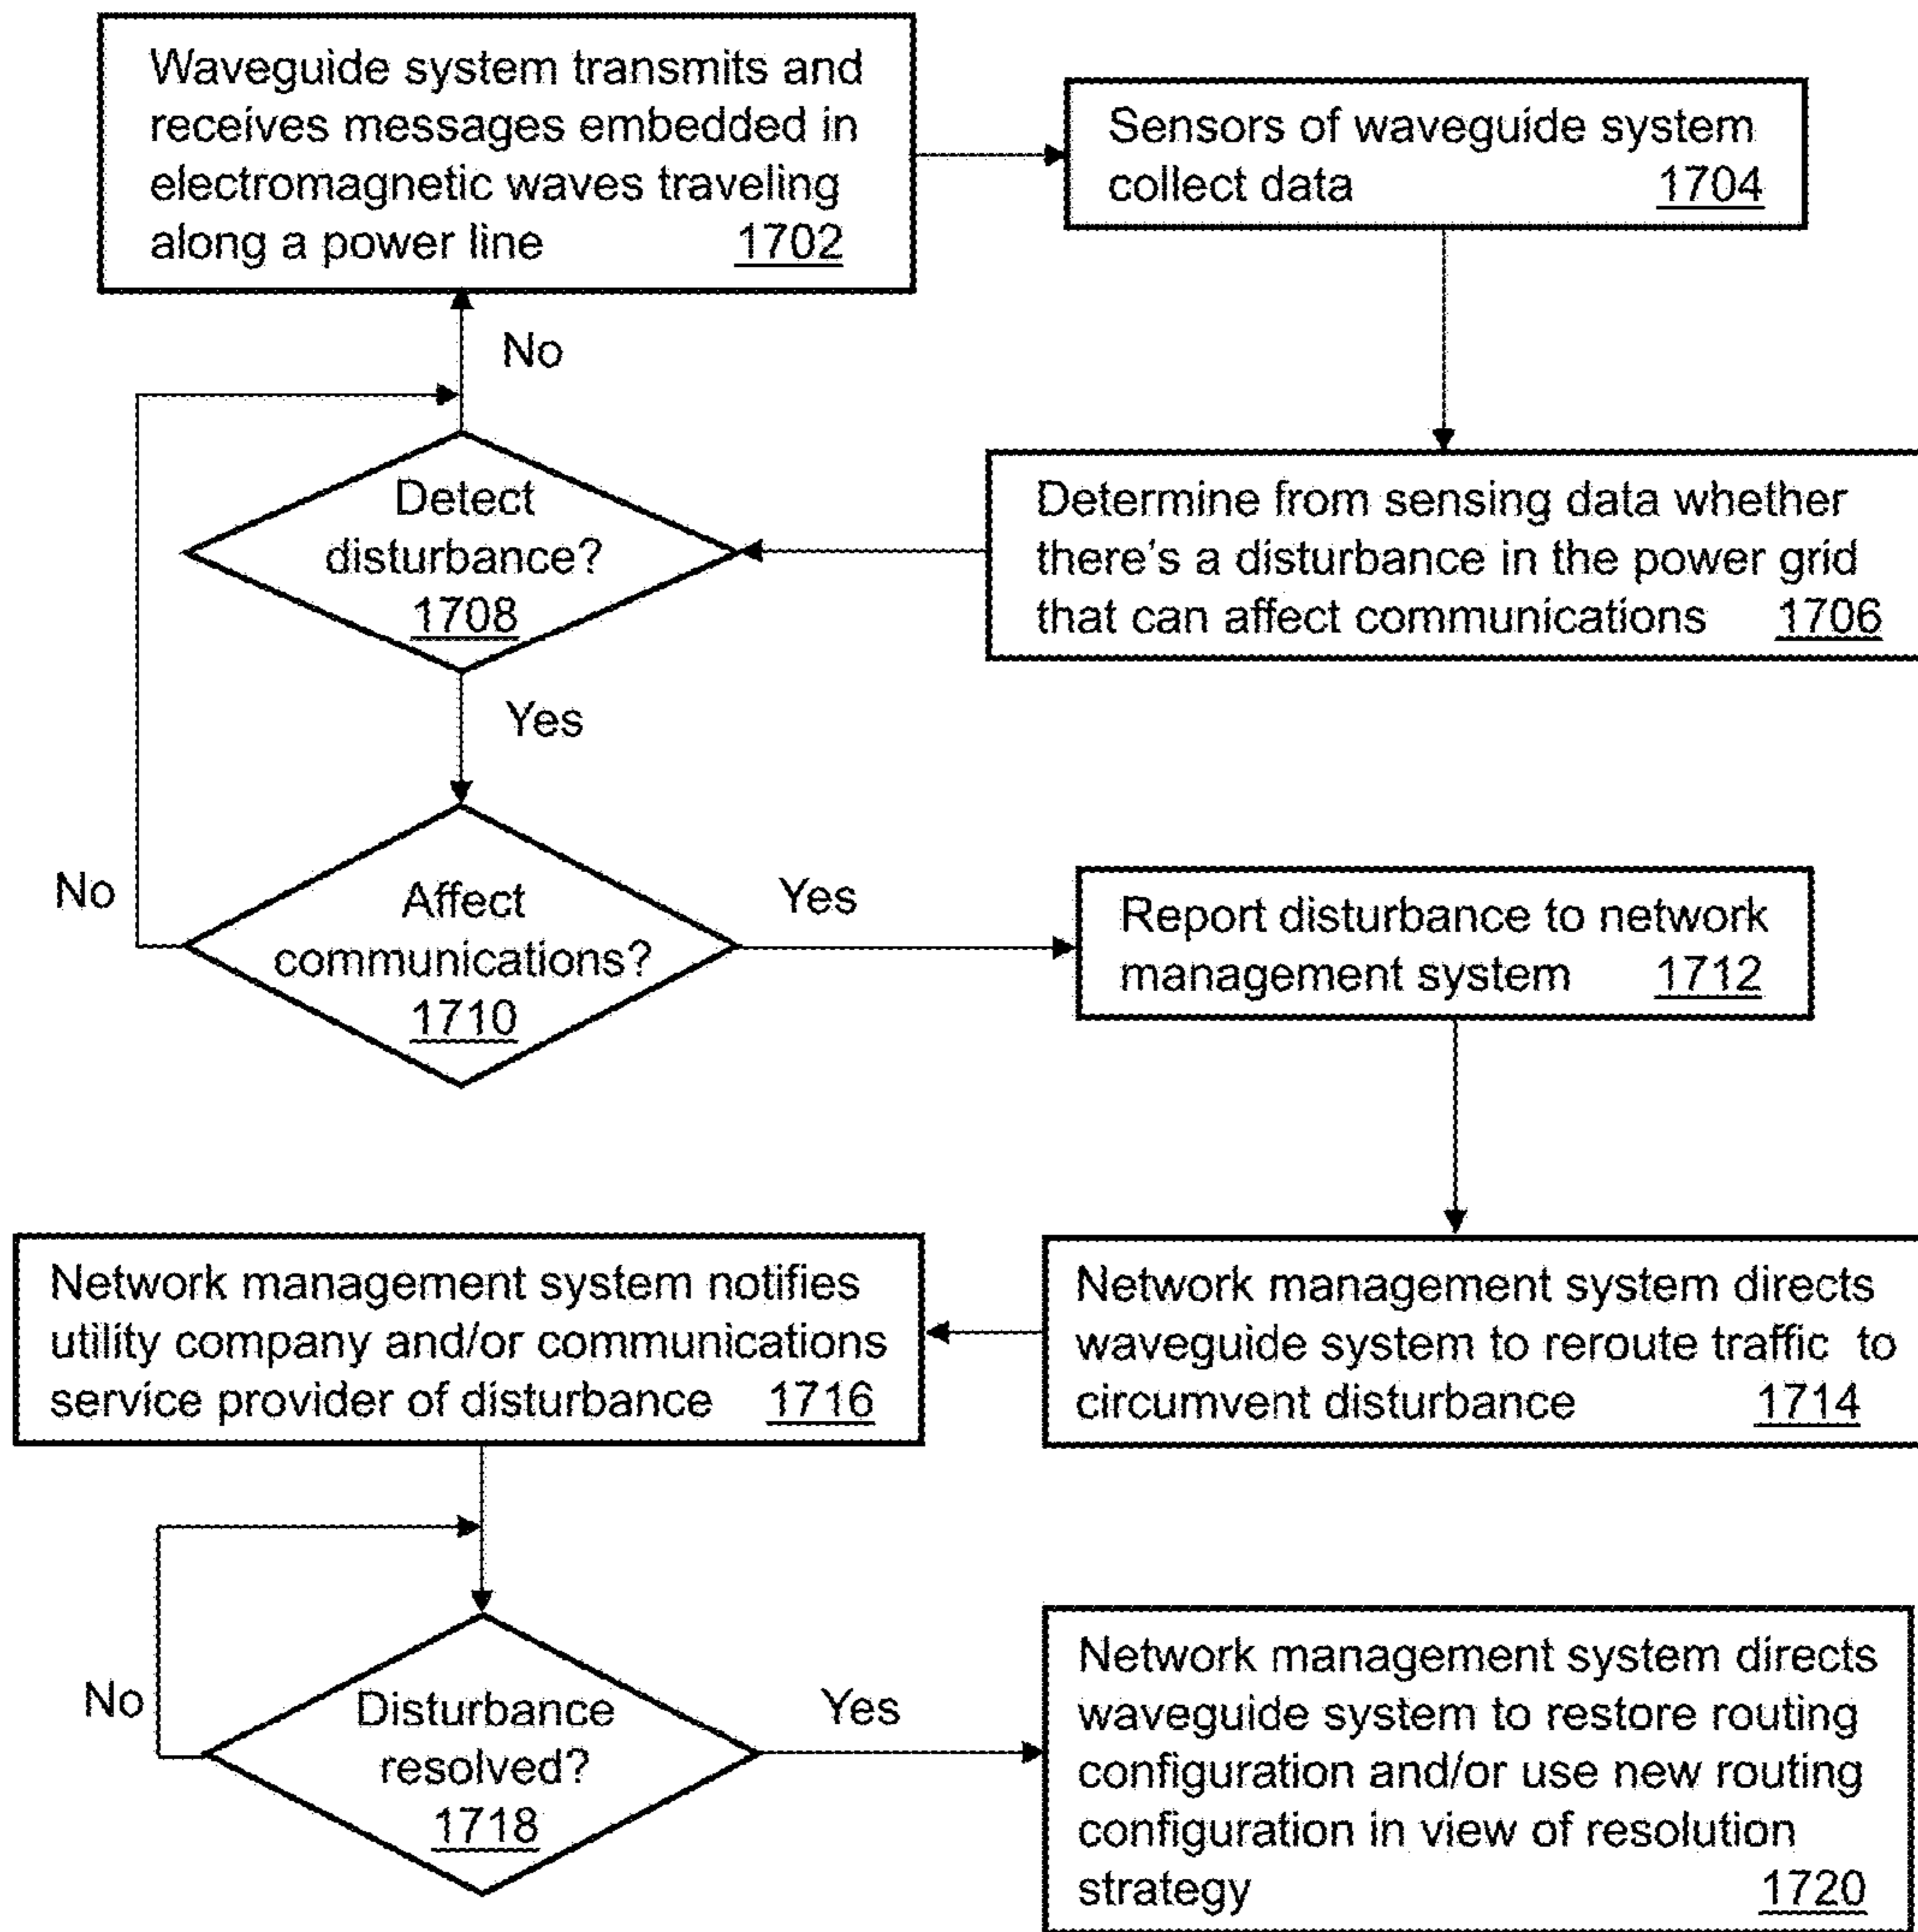 Waveguide system transmits and
receives messages embedded in
electromagnetic waves traveling
along a power line 1702
Sensors of waveguide system
collect data 1704
No
Detect
disturbance?
1708
Determine from sensing data whether
there's a disturbance in the power grid
that can affect communications 1706
Yes
No
Affect
communications?
1710
Yes
Report disturbance to network
management system 1712
Network management system notifies
utility company and/or communications
service provider of disturbance 1716
Network management system directs
waveguide system to reroute traffic to
circumvent disturbance 1714
No
Disturbance
resolved?
1718
Yes
Network management system directs
waveguide system to restore routing
configuration and/or use new routing
configuration in view of resolution
strategy 1720